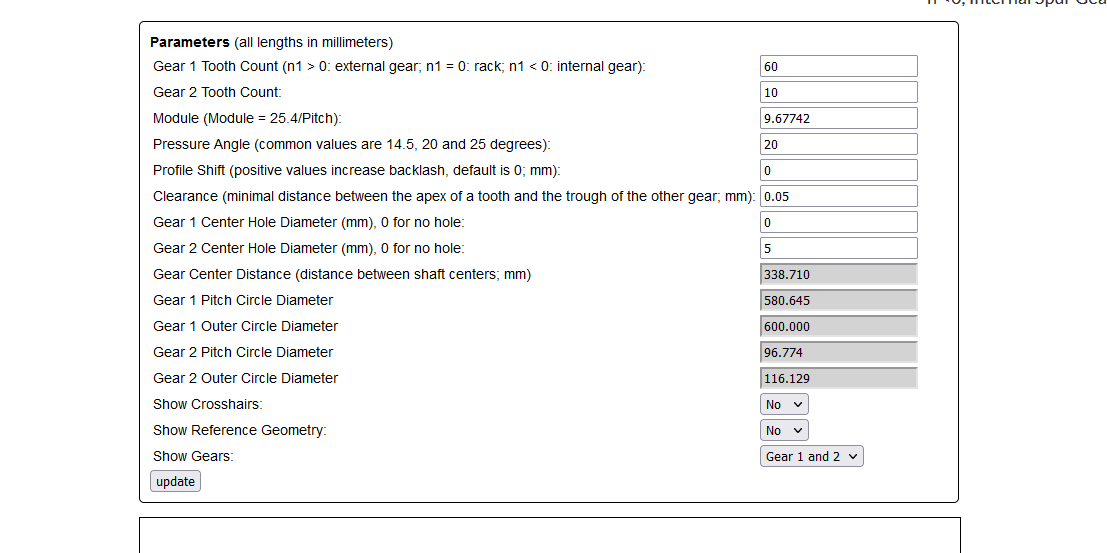 Parameters (all lengths in millimeters)
Gear 1 Tooth Count (n1 > 0: external gear; n1 = 0: rack; n1 < 0: internal gear): 60
Gear 2 Tooth Count: 10
Module (Module = 25.4/Pitch): 9.67742
Pressure Angle (common values are 14.5, 20 and 25 degrees): 20
Profile Shift (positive values increase backlash, default is 0; mm): 0
Clearance (minimal distance between the apex of a tooth and the trough of the other gear; mm): 0.05
Gear 1 Center Hole Diameter (mm), 0 for no hole: 0
Gear 2 Center Hole Diameter (mm), 0 for no hole: 5
Gear Center Distance (distance between shaft centers; mm) 338.710
Gear 1 Pitch Circle Diameter 580.645
Gear 1 Outer Circle Diameter 600.000
Gear 2 Pitch Circle Diameter 96.774
Gear 2 Outer Circle Diameter 116.129
Show Crosshairs: No
Show Reference Geometry: No
Show Gears: Gear 1 and 2
update